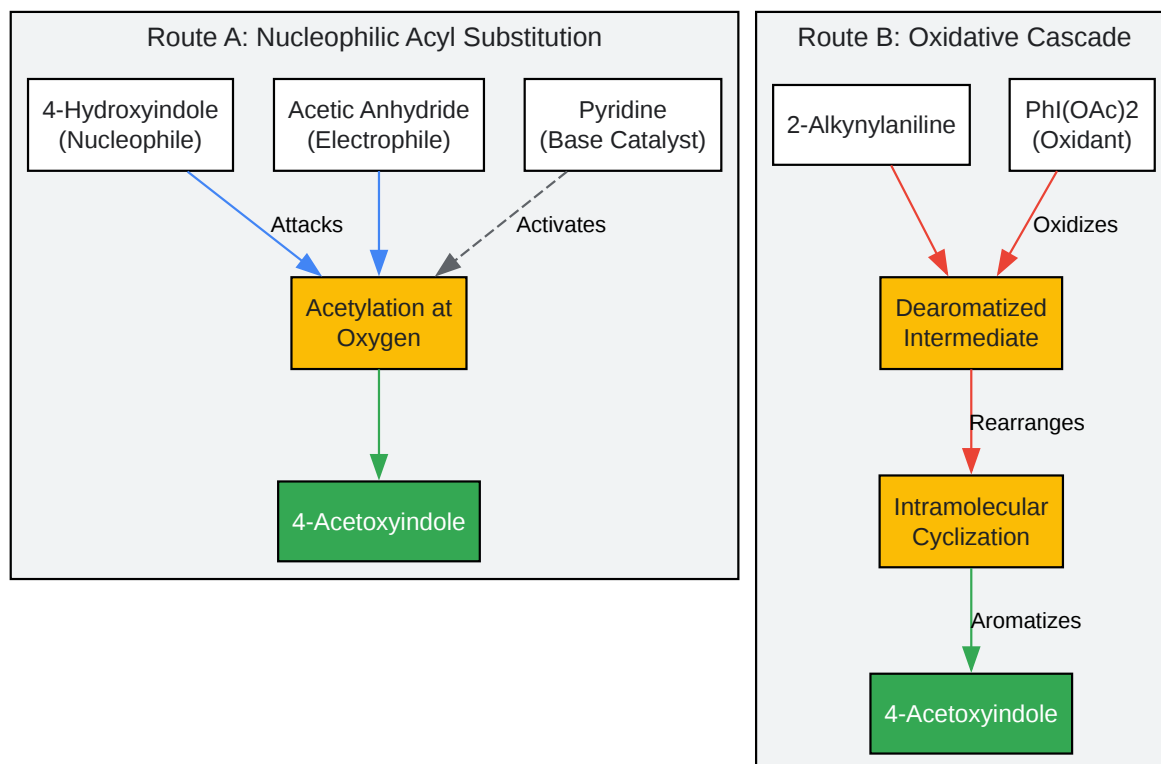 Route A: Nucleophilic Acyl Substitution
4-Hydroxyindole
(Nucleophile)
Acetic Anhydride
(Electrophile)
Pyridine
(Base Catalyst)
Attacks
Activates
Acetylation at
Oxygen
4-Acetoxyindole
Route B: Oxidative Cascade
2-Alkynylaniline
PhI(OAc)2
(Oxidant)
Oxidizes
Dearomatized
Intermediate
Rearranges
Intramolecular
Cyclization
Aromatizes
4-Acetoxyindole